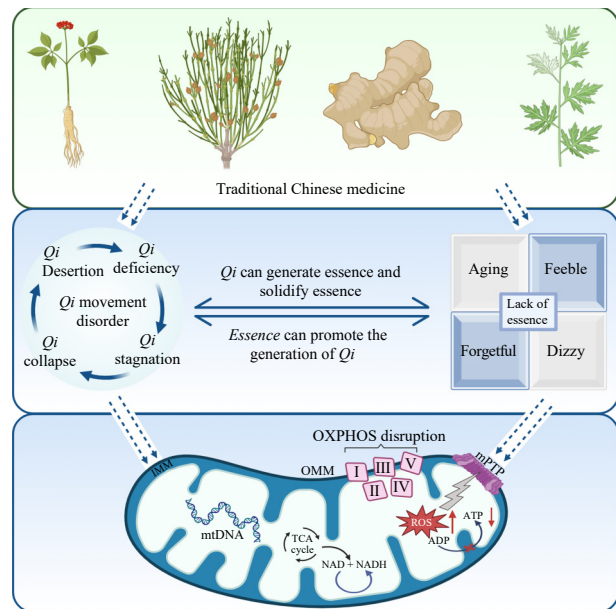 Traditional Chinese medicine
Qi
Desertion
Qi
deficiency
Qi movement
disorder
Qi
collapse
Qi
stagnation
Qi can generate essence and
solidify essence
Essence can promote the
generation of Qi
Aging
Feeble
Lack of
essence
Forgetful
Dizzy
OXPHOS disruption
IMM
OMM
I
III
V
II
IV
mPTP
mtDNA
TCA
cycle
NAD + NADH
ROS
ADP
ATP